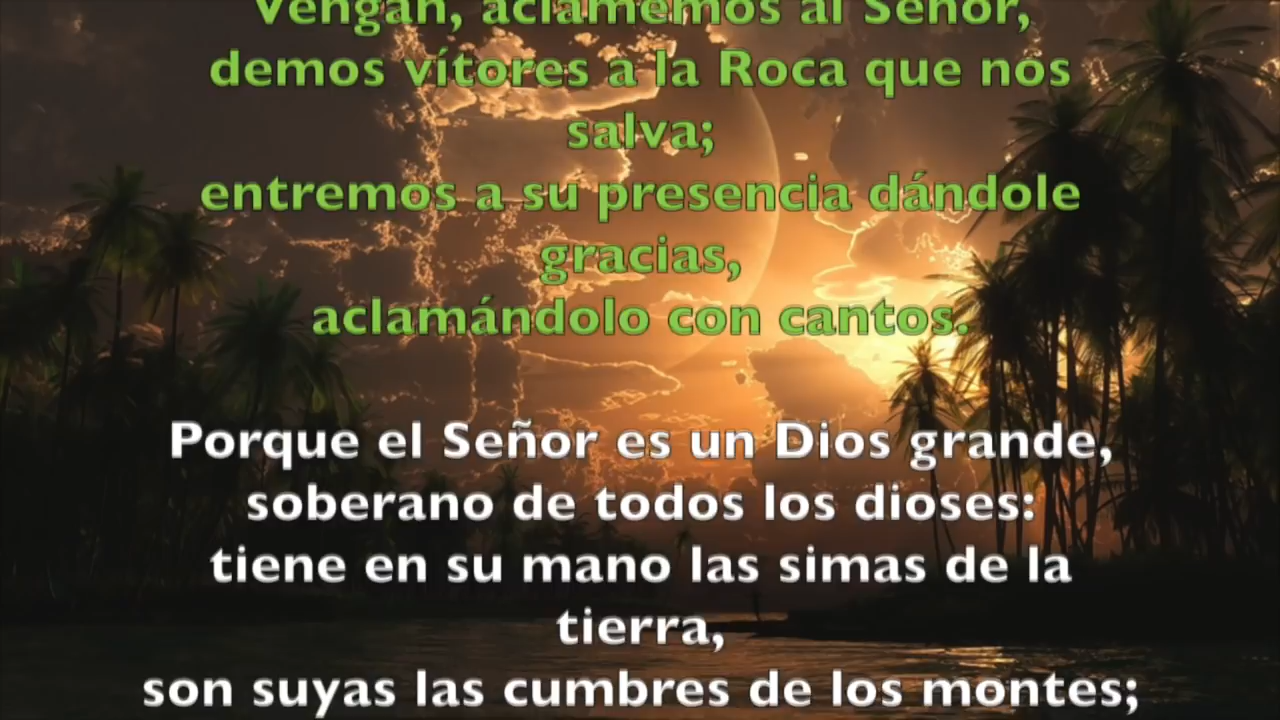 Vengan, aclamemos al Señor,
demos vítores a la Roca que nos
salva;
entremos a su presencia dándole
gracias,
aclamándolo con cantos.
Porque el Señor es un Dios grande,
soberano de todos los dioses:
tiene en su mano las simas de la
tierra,
son suyas las cumbres de los montes;